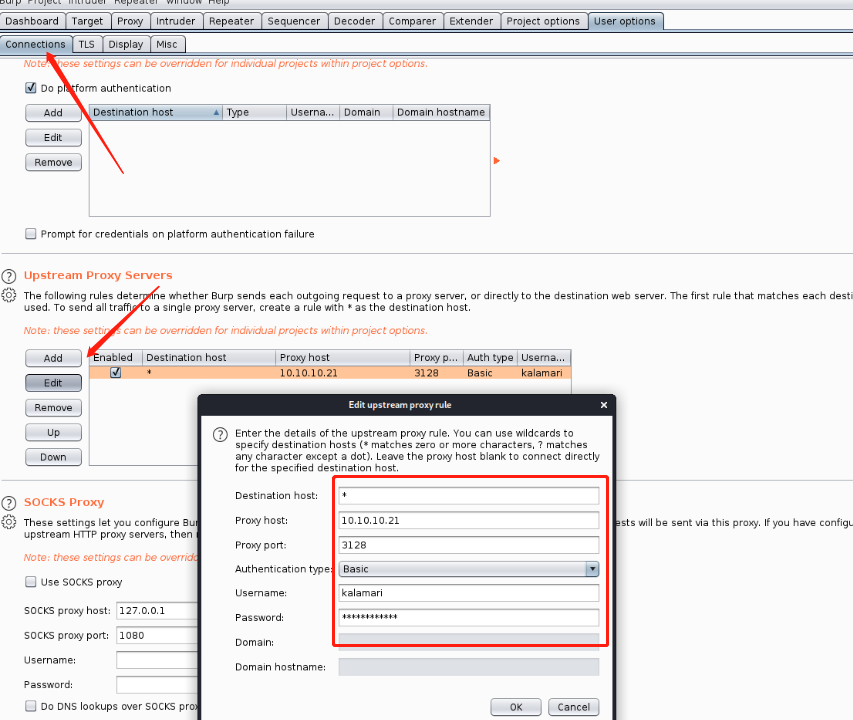 Burp Project Intruder Repeater Window Help
Dashboard Target Proxy Intruder Repeater Sequencer Decoder Comparer Extender Project options User options
Connections TLS Display Misc
Note: these settings can be overridden for individual projects within project options.
Do platform authentication
Add Destination host Type Userna... Domain Domain hostname
Edit
Remove
Prompt for credentials on platform authentication failure
? Upstream Proxy Servers
The following rules determine whether Burp sends each outgoing request to a proxy server, or directly to the destination web server. The first rule that matches each desti
used. To send all traffic to a single proxy server, create a rule with * as the destination host.
Note: these settings can be overridden for individual projects within project options.
Add Enabled Destination host Proxy host Proxy p... Auth type Userna...
* 10.10.10.21 3128 Basic kalamari
Edit
Remove
Up
Down
Edit upstream proxy rule
? Enter the details of the upstream proxy rule. You can use wildcards to
specify destination hosts (* matches zero or more characters, ? matches
any character except a dot). Leave the proxy host blank to connect directly
for the specified destination host.
Destination host: *
Proxy host: 10.10.10.21
Proxy port: 3128
Authentication type: Basic
Username: kalamari
Password: ************
Domain:
Domain hostname:
OK Cancel
? SOCKS Proxy
These settings let you configure Bur ests will be sent via this proxy. If you have configu
upstream HTTP proxy servers, then
Note: these settings can be overridd
Use SOCKS proxy
SOCKS proxy host: 127.0.0.1
SOCKS proxy port: 1080
Username:
Password:
Do DNS lookups over SOCKS prox